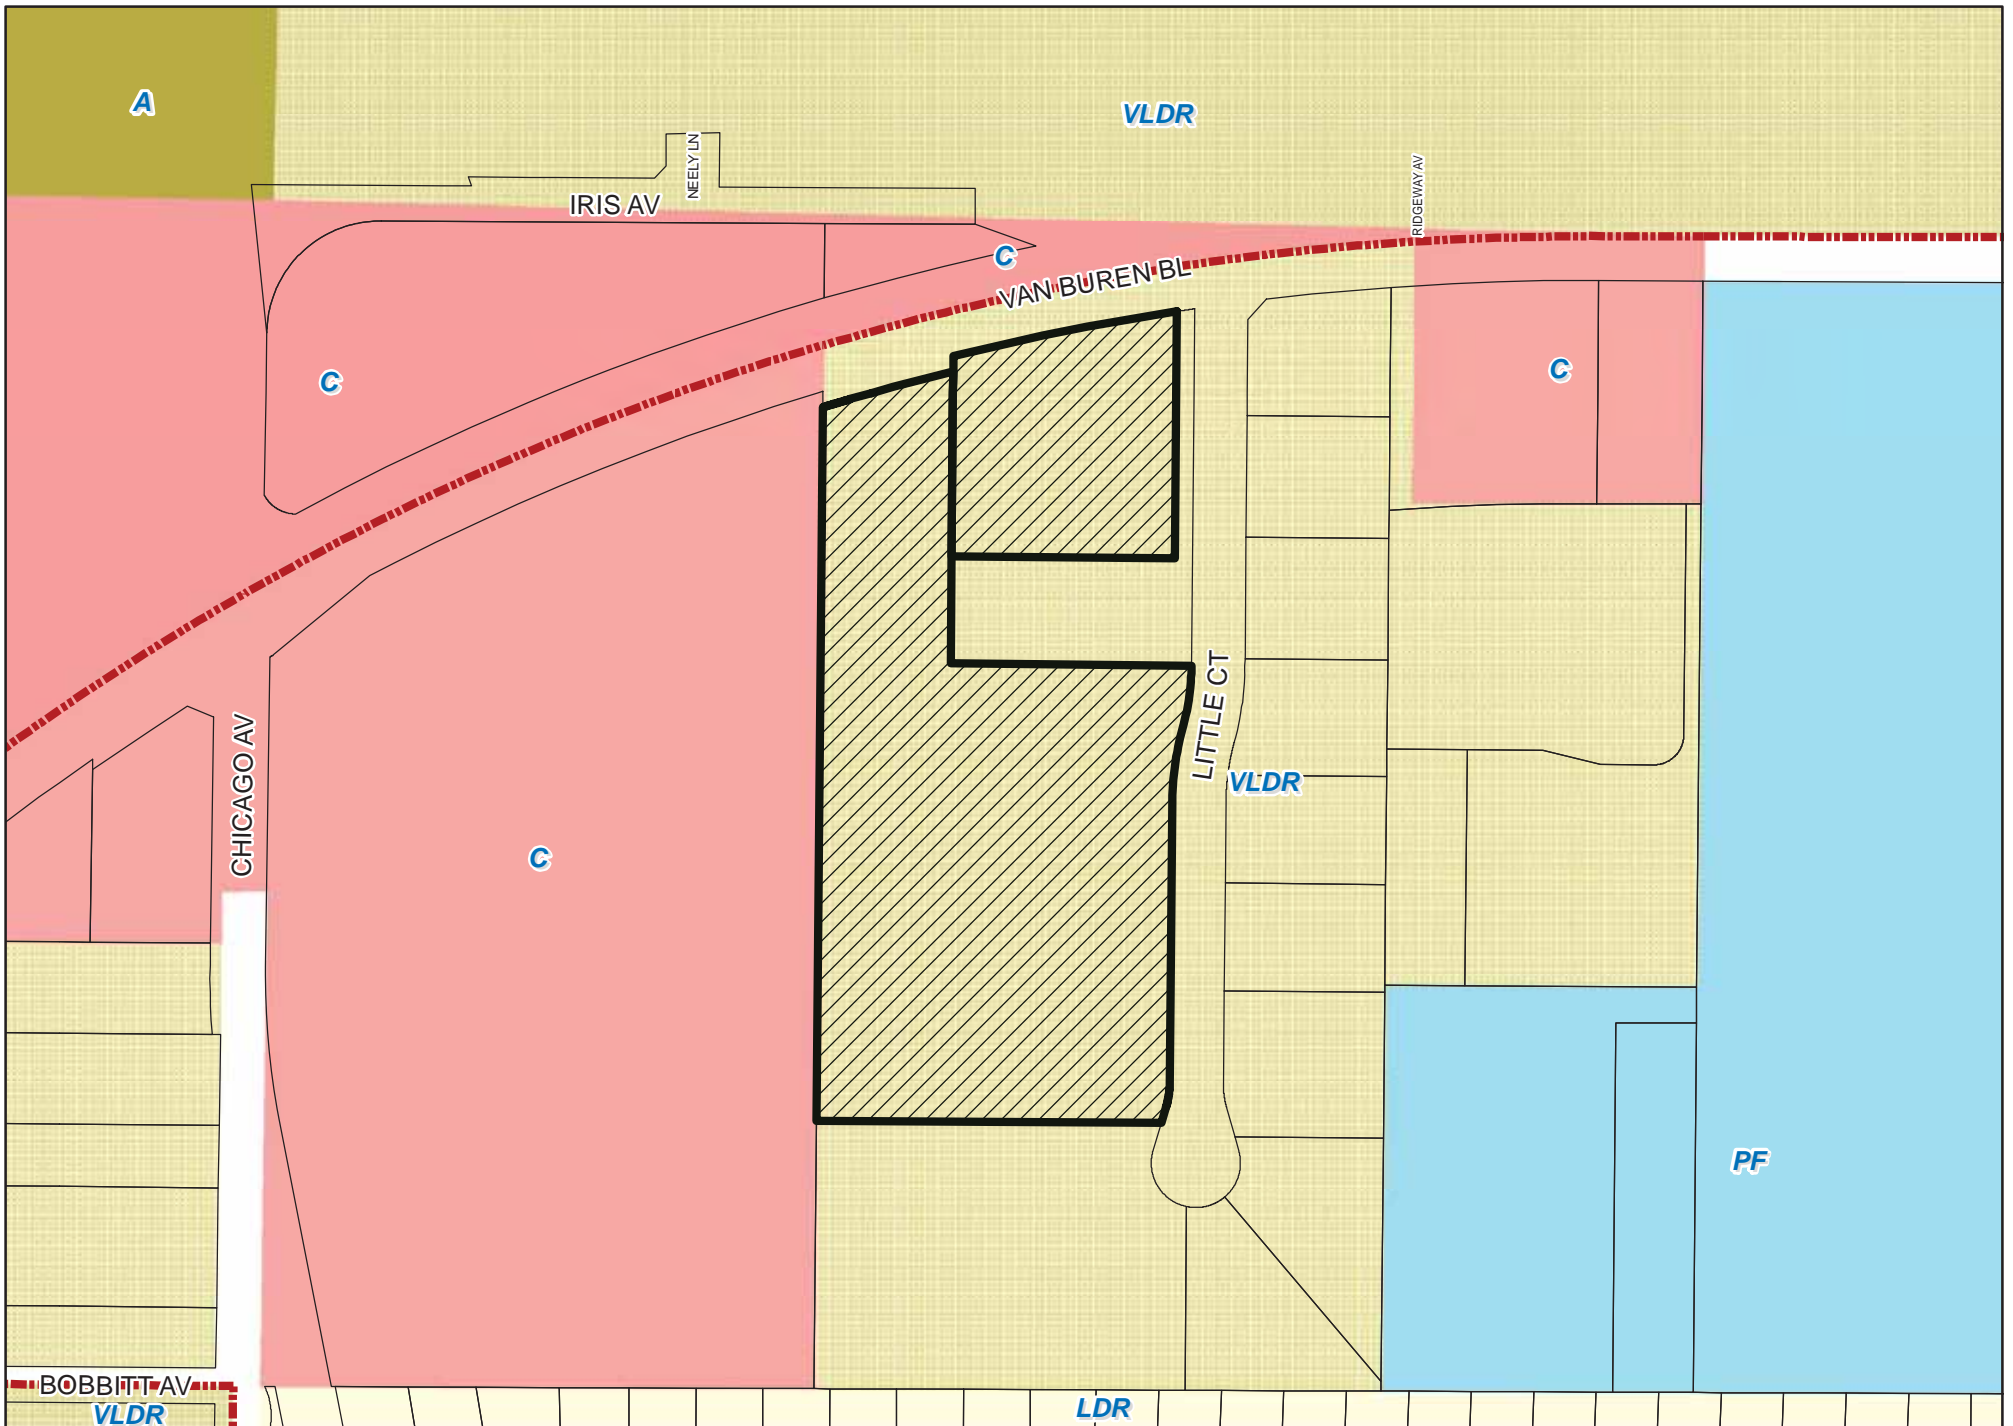 A
VLDR
NEELY LN
RIDGEWAY AV
IRIS AV
C
VAN BUREN BL
C
C
LITTLE CT
VLDR
CHICAGO AV
C
PF
BOBBITT AV
VLDR
LDR